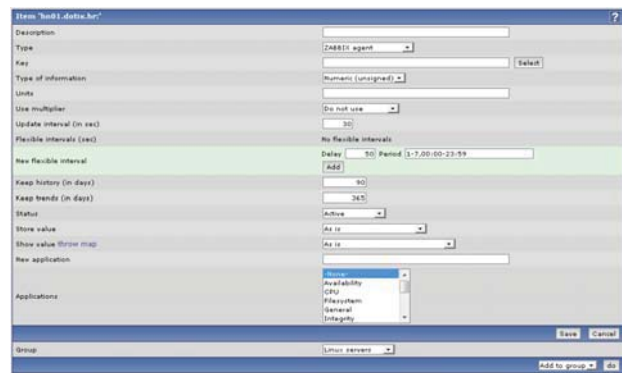 Item 'hn01.datix.hr:'
?
Description
Type ZABBIX agent
Key Select
Type of information Numeric (unsigned)
Units
Use multiplier Do not use
Update interval (in sec) 30
Flexible intervals (sec) No flexible intervals
New flexible interval Delay 50 Period 1-7,00:00-23:59
Add
Keep history (in days) 90
Keep trends (in days) 365
Status Active
Store value As is
Show value throw map As is
New application
Applications -None-
Availability
CPU
Filesystem
General
Integrity
Save Cancel
Group Linux servers
Add to group do